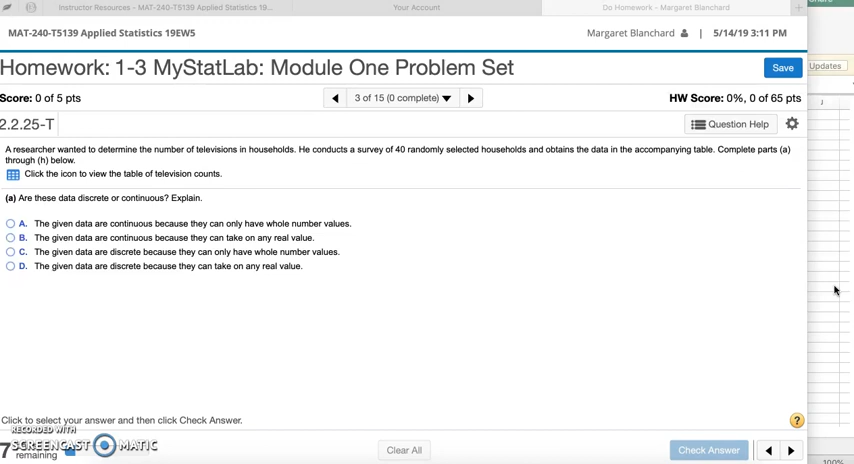 Instructor Resources – MAT-240-T5139 Applied Statistics 19...
Your Account
Do Homework – Margaret Blanchard
+
MAT-240-T5139 Applied Statistics 19EW5
Margaret Blanchard | 5/14/19 3:11 PM
Updates
Homework: 1-3 MyStatLab: Module One Problem Set
Save
Score: 0 of 5 pts
3 of 15 (0 complete)
HW Score: 0%, 0 of 65 pts
J
2.2.25-T
Question Help
A researcher wanted to determine the number of televisions in households. He conducts a survey of 40 randomly selected households and obtains the data in the accompanying table. Complete parts (a)
through (h) below.
Click the icon to view the table of television counts.
(a) Are these data discrete or continuous? Explain.
A. The given data are continuous because they can only have whole number values.
B. The given data are continuous because they can take on any real value.
C. The given data are discrete because they can only have whole number values.
D. The given data are discrete because they can take on any real value.
Click to select your answer and then click Check Answer.
?
RECORDED WITH
SCREENCAST MATIC
7
remaining
Clear All
Check Answer
100%